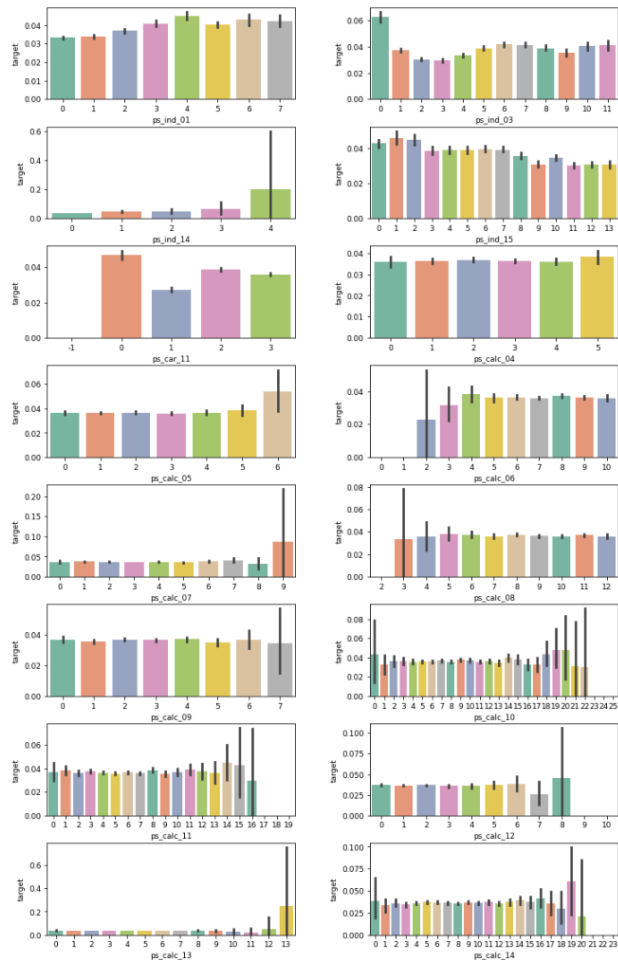 0.04
0.03
0.02
0.01
0.00
target
0 1 2 3 4 5 6 7
ps_ind_01
0.06
0.04
0.02
0.00
target
0 1 2 3 4 5 6 7 8 9 10 11
ps_ind_03
0.6
0.4
0.2
0.0
target
0 1 2 3 4
ps_ind_14
0.04
0.02
0.00
target
0 1 2 3 4 5 6 7 8 9 10 11 12 13
ps_ind_15
0.04
0.02
0.00
target
-1 0 1 2 3
ps_car_11
0.04
0.03
0.02
0.01
0.00
target
0 1 2 3 4 5
ps_calc_04
0.06
0.04
0.02
0.00
target
0 1 2 3 4 5 6
ps_calc_05
0.04
0.02
0.00
target
0 1 2 3 4 5 6 7 8 9 10
ps_calc_06
0.20
0.15
0.10
0.05
0.00
target
0 1 2 3 4 5 6 7 8 9
ps_calc_07
0.08
0.06
0.04
0.02
0.00
target
2 3 4 5 6 7 8 9 10 11 12
ps_calc_08
0.04
0.02
0.00
target
0 1 2 3 4 5 6 7
ps_calc_09
0.08
0.06
0.04
0.02
0.00
target
0 1 2 3 4 5 6 7 8 9 10 11 12 13 14 15 16 17 18 19 20 21 22 23 24 25
ps_calc_10
0.06
0.04
0.02
0.00
target
0 1 2 3 4 5 6 7 8 9 10 11 12 13 14 15 16 17 18 19
ps_calc_11
0.100
0.075
0.050
0.025
0.000
target
0 1 2 3 4 5 6 7 8 9 10
ps_calc_12
0.6
0.4
0.2
0.0
target
0 1 2 3 4 5 6 7 8 9 10 11 12 13
ps_calc_13
0.100
0.075
0.050
0.025
0.000
target
0 1 2 3 4 5 6 7 8 9 10 11 12 13 14 15 16 17 18 19 20 21 22 23
ps_calc_14